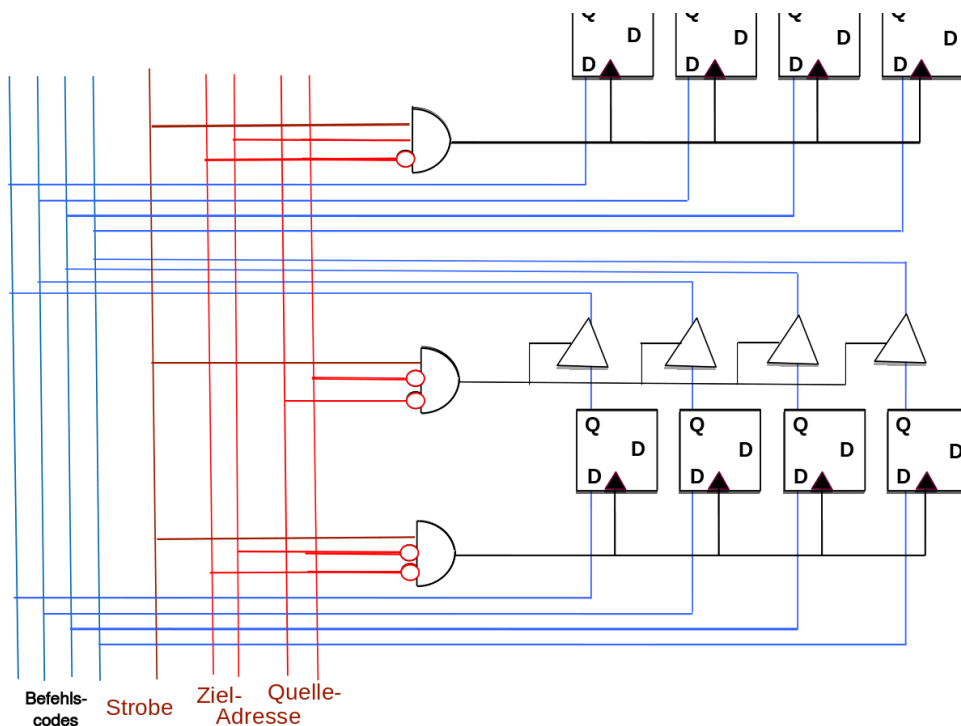 Q Q Q Q
D D D D
D D D D
Q Q Q Q
D D D D
D D D D
Befehls-
codes
Strobe
Ziel-
Quelle-
Adresse